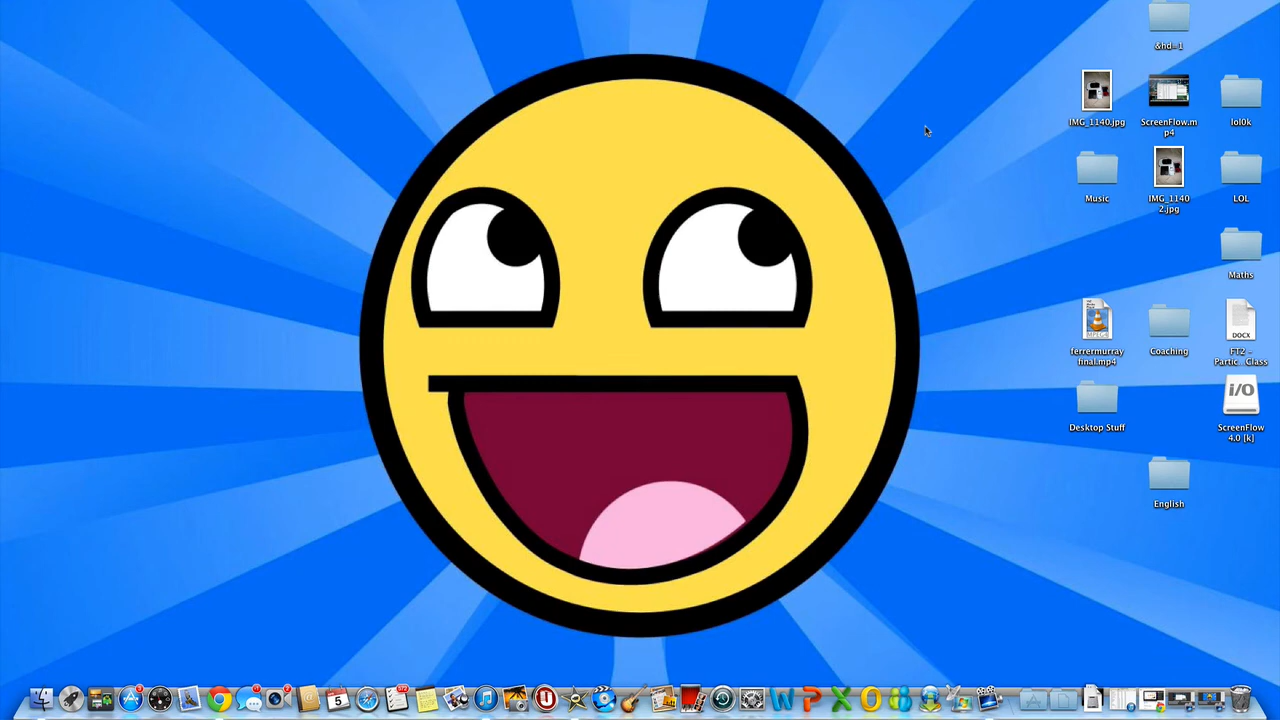 &hd-1
IMG_1140.jpg
ScreenFlow.m
p4
lol0k
Music
IMG_1140
2.jpg
LOL
Maths
ferrermurray
final.mp4
Coaching
DOCX
FT2 -
Partic...Class
Desktop Stuff
I/O
ScreenFlow
4.0 [k]
English
5